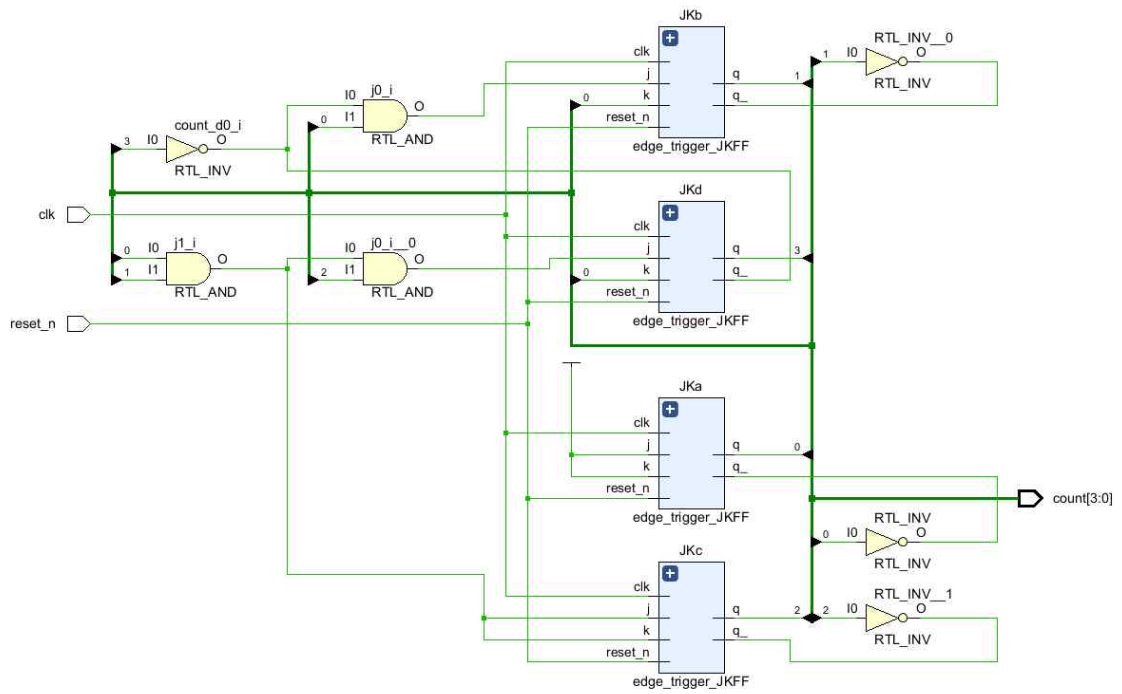 JKb
RTL_INV__0
clk
1
I0
O
j0_i
j
q
1
RTL_INV
I0
O
0
k
q_
count_d0_i
I1
0
reset_n
3
I0
O
RTL_AND
edge_trigger_JKFF
RTL_INV
JKd
clk
clk
j1_i
j0_i__0
j
q
3
0
I0
O
I0
O
0
k
q_
1
I1
2
I1
reset_n
RTL_AND
RTL_AND
edge_trigger_JKFF
reset_n
JKa
clk
j
q
0
k
q_
reset_n
count[3:0]
edge_trigger_JKFF
RTL_INV
0
I0
O
JKc
RTL_INV
clk
RTL_INV__1
j
q
2
2
I0
O
k
q_
RTL_INV
reset_n
edge_trigger_JKFF